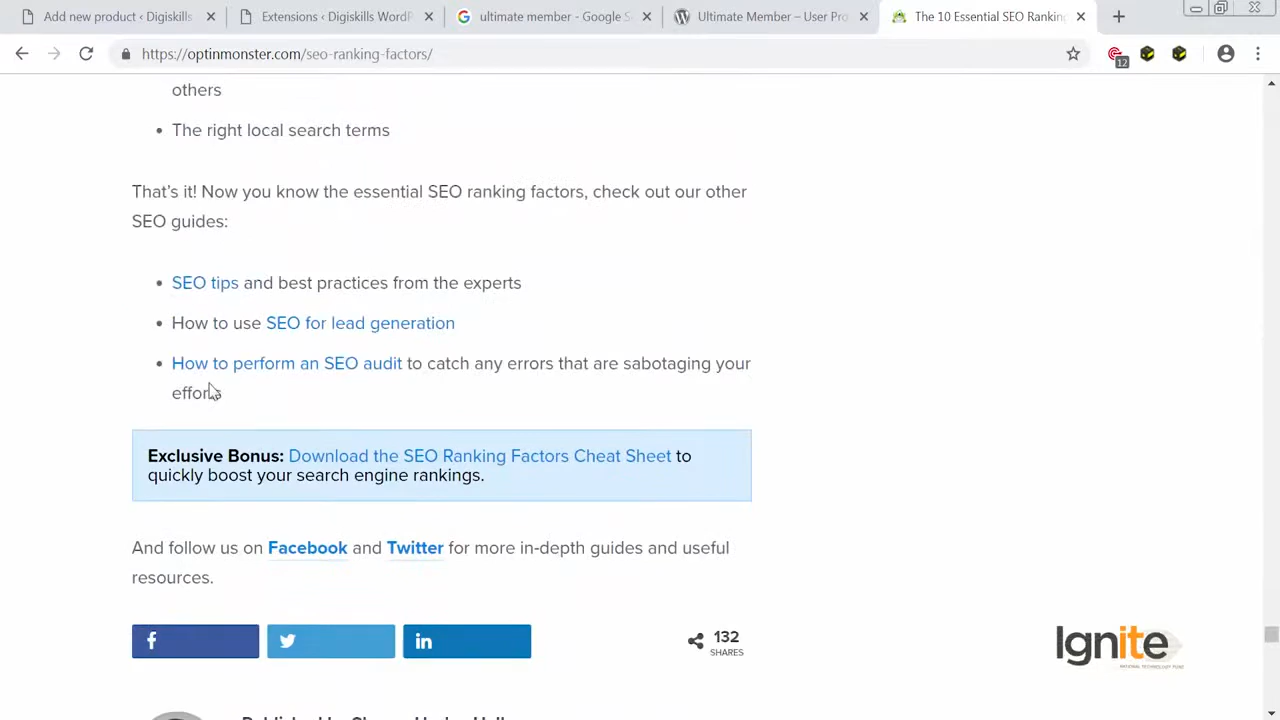 Add new product ‹ Digiskills
Extensions ‹ Digiskills WordP
ultimate member - Google S
Ultimate Member – User Pro
The 10 Essential SEO Ranking
https://optinmonster.com/seo-ranking-factors/
12
others
• The right local search terms
That's it! Now you know the essential SEO ranking factors, check out our other
SEO guides:
• SEO tips and best practices from the experts
• How to use SEO for lead generation
• How to perform an SEO audit to catch any errors that are sabotaging your
efforts
Exclusive Bonus: Download the SEO Ranking Factors Cheat Sheet to
quickly boost your search engine rankings.
And follow us on Facebook and Twitter for more in-depth guides and useful
resources.
132
SHARES
Ignite
NATIONAL TECHNOLOGY FUND